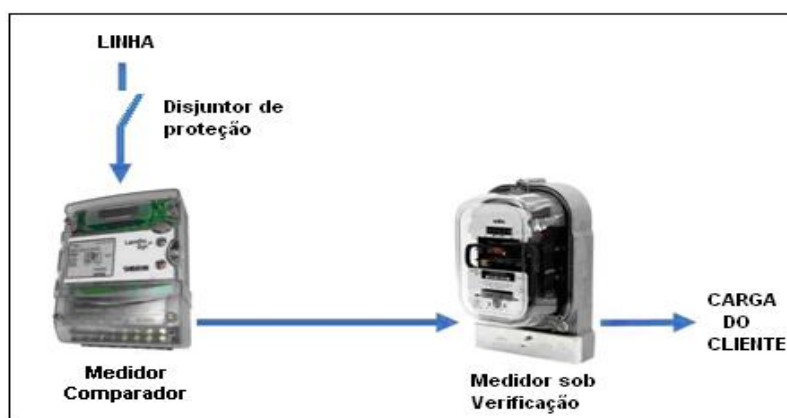 LINHA
Disjuntor de
proteção
Medidor
Comparador
Medidor sob
Verificação
CARGA
DO
CLIENTE